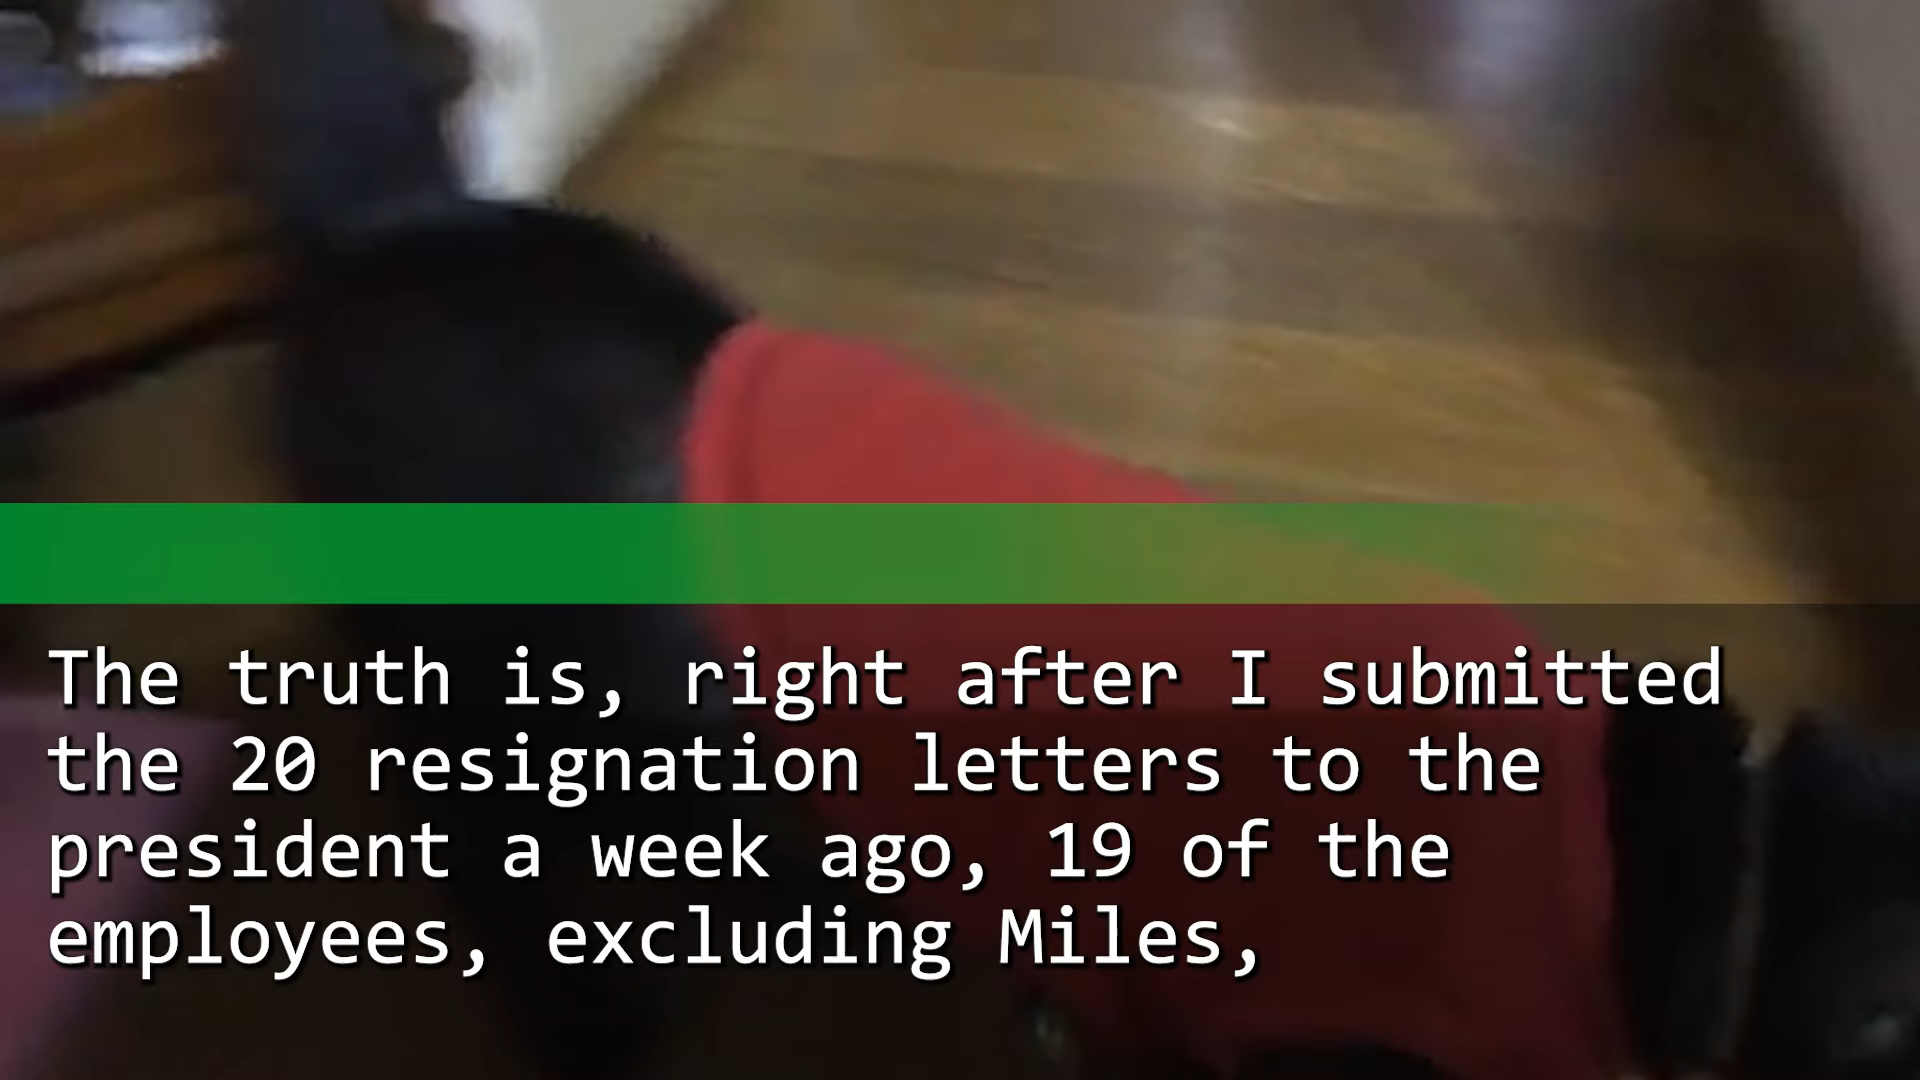 The truth is, right after I submitted
the 20 resignation letters to the
president a week ago, 19 of the
employees, excluding Miles,